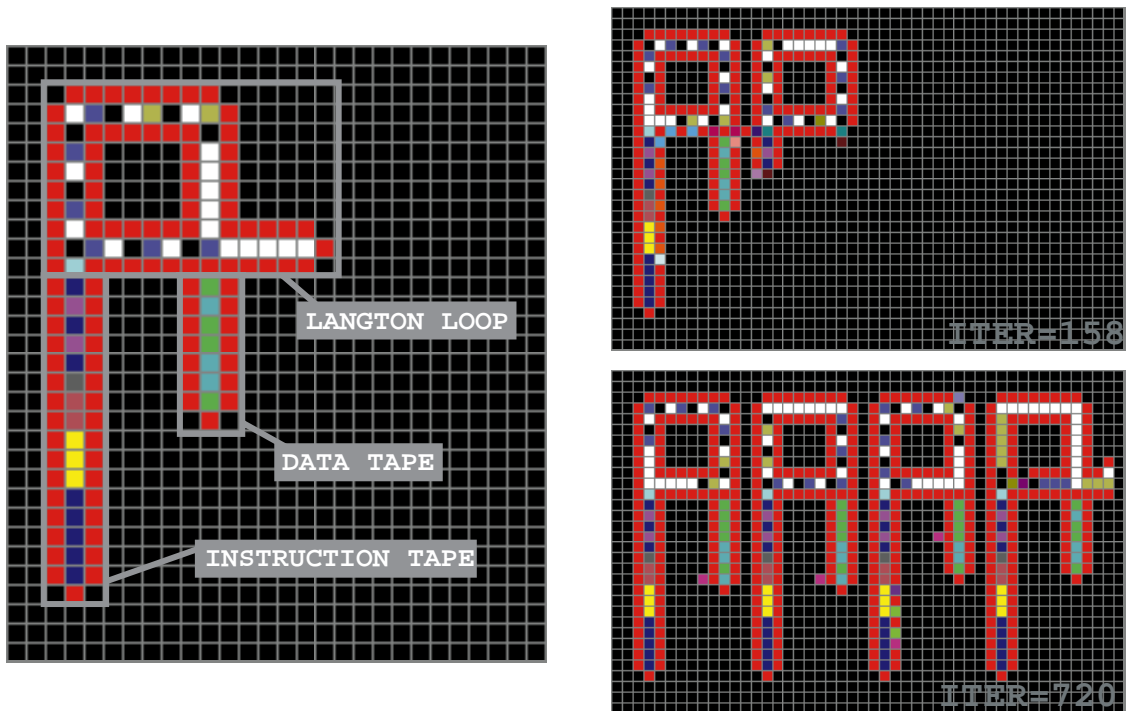 LANGTON LOOP
DATA TAPE
INSTRUCTION TAPE
ITER=158
ITER=720